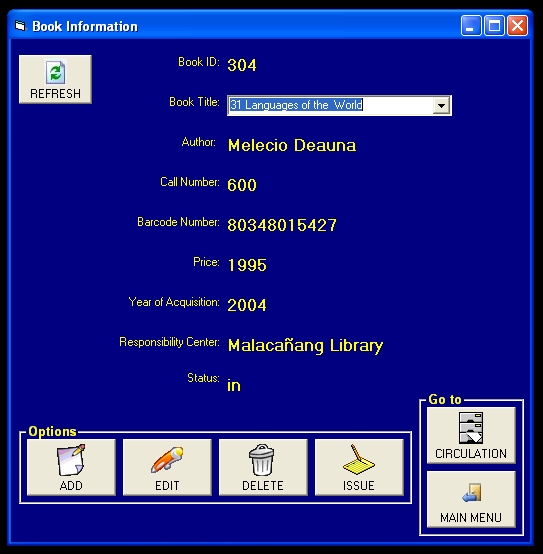 Book Information
REFRESH
Book ID: 304
Book Title: 31 Languages of the World
Author: Melecio Deauna
Call Number: 600
Barcode Number: 80348015427
Price: 1995
Year of Acquisition: 2004
Responsibility Center: Malacañang Library
Status: in
Options
ADD
EDIT
DELETE
ISSUE
Go to
CIRCULATION
MAIN MENU